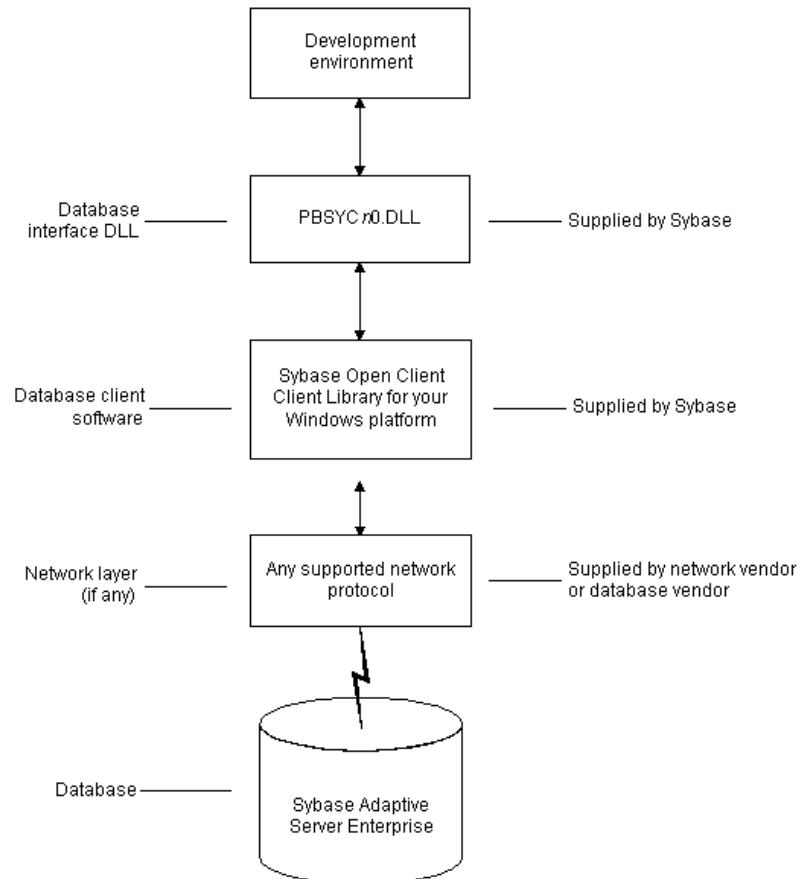 Development
environment
Database
interface DLL
PBSYCn0.DLL
Supplied by Sybase
Database client
software
Sybase Open Client
Client Library for your
Windows platform
Supplied by Sybase
Network layer
(if any)
Any supported network
protocol
Supplied by network vendor
or database vendor
Database
Sybase Adaptive
Server Enterprise